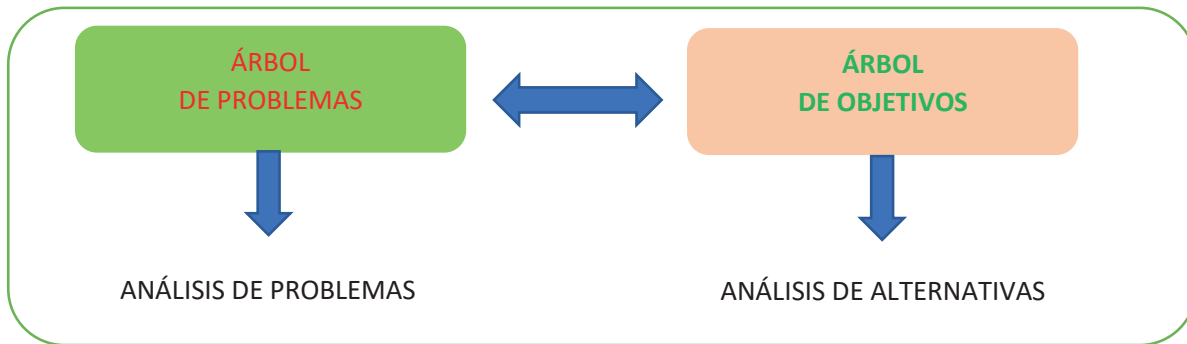 ÁRBOL
DE PROBLEMAS
ÁRBOL
DE OBJETIVOS
ANÁLISIS DE PROBLEMAS
ANÁLISIS DE ALTERNATIVAS